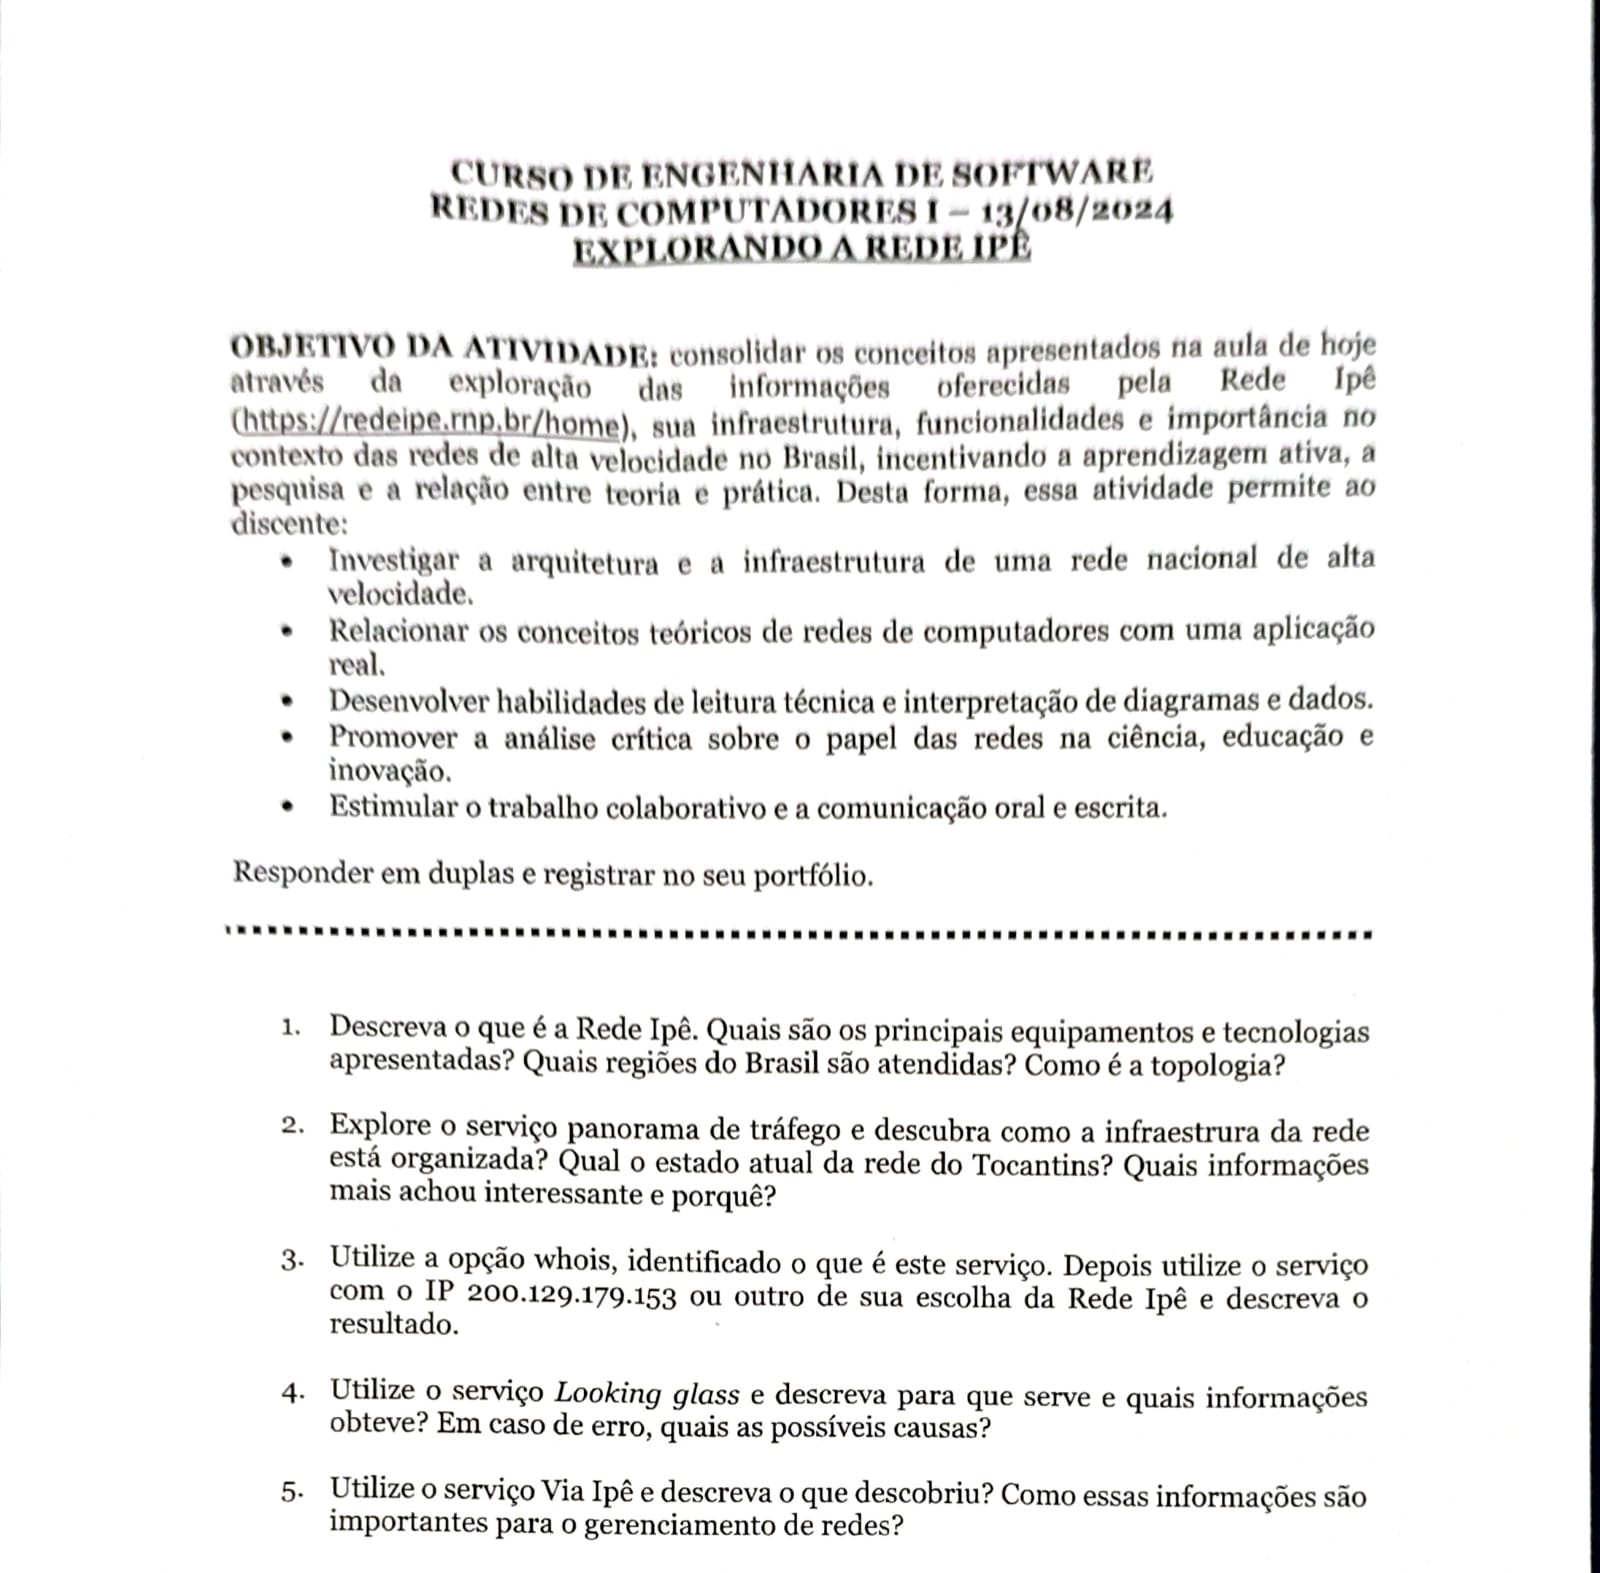 CURSO DE ENGENHARIA DE SOFTWARE
REDES DE COMPUTADORES I – 13/08/2024
EXPLORANDO A REDE IPÊ
OBJETIVO DA ATIVIDADE: consolidar os conceitos apresentados na aula de hoje
através da exploração das informações oferecidas pela Rede Ipê
(https://redeipe.rnp.br/home), sua infraestrutura, funcionalidades e importância no
contexto das redes de alta velocidade no Brasil, incentivando a aprendizagem ativa, a
pesquisa e a relação entre teoria e prática. Desta forma, essa atividade permite ao
discente:
• Investigar a arquitetura e a infraestrutura de uma rede nacional de alta
velocidade.
• Relacionar os conceitos teóricos de redes de computadores com uma aplicação
real.
• Desenvolver habilidades de leitura técnica e interpretação de diagramas e dados.
• Promover a análise crítica sobre o papel das redes na ciência, educação e
inovação.
• Estimular o trabalho colaborativo e a comunicação oral e escrita.
Responder em duplas e registrar no seu portfólio.
1. Descreva o que é a Rede Ipê. Quais são os principais equipamentos e tecnologias
apresentadas? Quais regiões do Brasil são atendidas? Como é a topologia?
2. Explore o serviço panorama de tráfego e descubra como a infraestrura da rede
está organizada? Qual o estado atual da rede do Tocantins? Quais informações
mais achou interessante e porquê?
3. Utilize a opção whois, identificado o que é este serviço. Depois utilize o serviço
com o IP 200.129.179.153 ou outro de sua escolha da Rede Ipê e descreva o
resultado.
4. Utilize o serviço Looking glass e descreva para que serve e quais informações
obteve? Em caso de erro, quais as possíveis causas?
5. Utilize o serviço Via Ipê e descreva o que descobriu? Como essas informações são
importantes para o gerenciamento de redes?